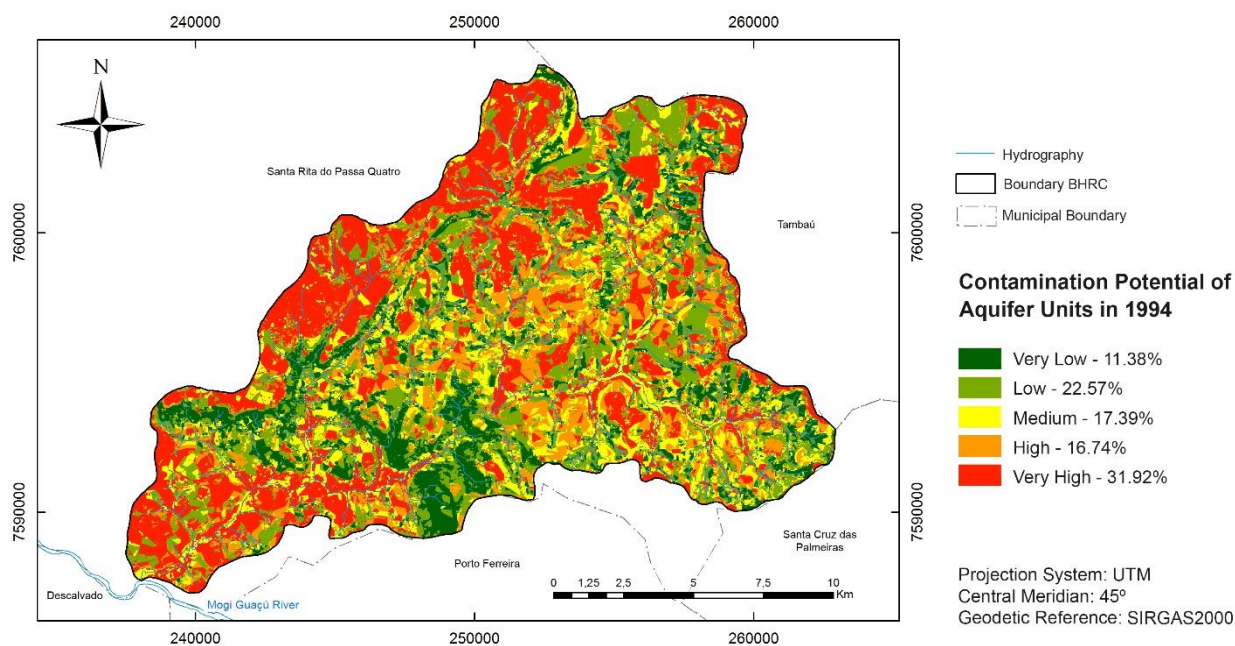 240000
250000
260000
N
Santa Rita do Passa Quatro
Tambaú
7600000
7600000
7590000
7590000
Santa Cruz das
Palmeiras
Porto Ferreira
Descalvado
Mogi Guaçú River
0 1,25 2,5 5 7,5 10
Km
240000
250000
260000
Hydrography
Boundary BHRC
Municipal Boundary
Contamination Potential of
Aquifer Units in 1994
Very Low - 11.38%
Low - 22.57%
Medium - 17.39%
High - 16.74%
Very High - 31.92%
Projection System: UTM
Central Meridian: 45º
Geodetic Reference: SIRGAS2000